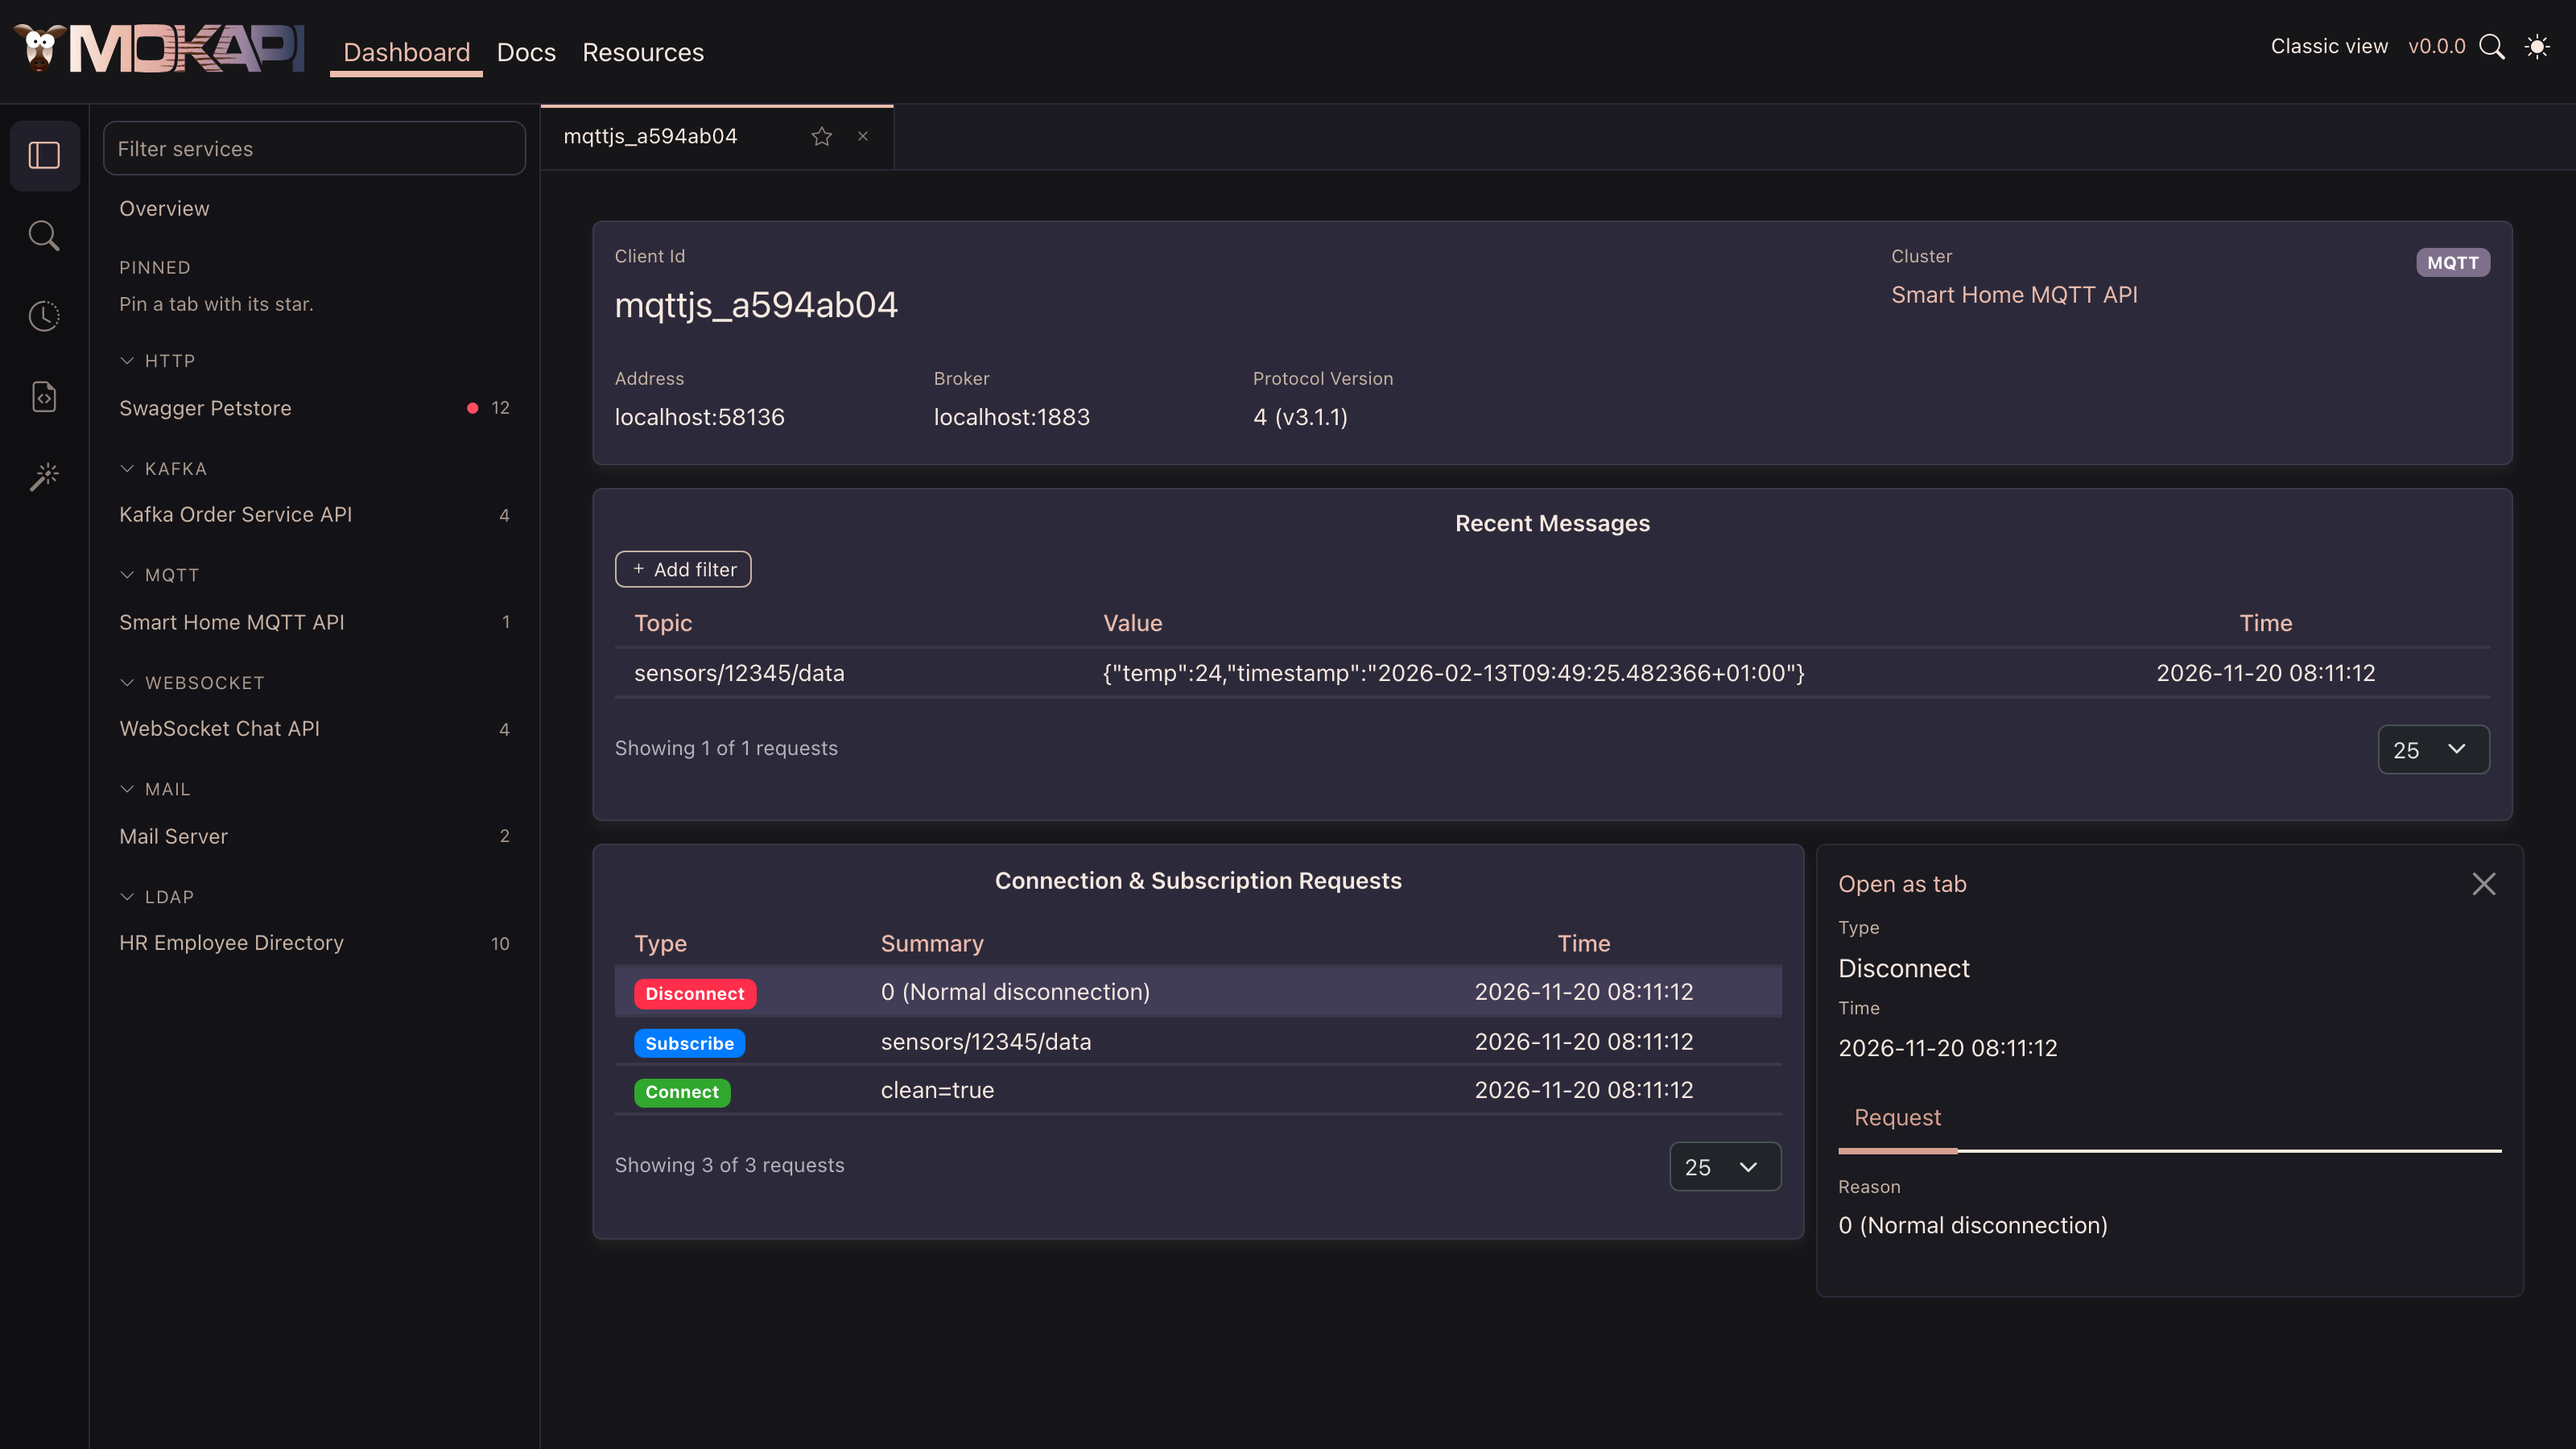 MOKAPI
Dashboard Docs Resources
Classic view v0.0.0
Filter services
Overview
PINNED
Pin a tab with its star.
HTTP
Swagger Petstore 12
KAFKA
Kafka Order Service API 4
MQTT
Smart Home MQTT API 1
WEBSOCKET
WebSocket Chat API 4
MAIL
Mail Server 2
LDAP
HR Employee Directory 10
mqttjs_a594ab04
Client Id
mqttjs_a594ab04
Cluster
Smart Home MQTT API
MQTT
Address
localhost:58136
Broker
localhost:1883
Protocol Version
4 (v3.1.1)
Recent Messages
+ Add filter
Topic Value Time
sensors/12345/data {"temp":24,"timestamp":"2026-02-13T09:49:25.482366+01:00"} 2026-11-20 08:11:12
Showing 1 of 1 requests
25
Connection & Subscription Requests
Type Summary Time
Disconnect 0 (Normal disconnection) 2026-11-20 08:11:12
Subscribe sensors/12345/data 2026-11-20 08:11:12
Connect clean=true 2026-11-20 08:11:12
Showing 3 of 3 requests
25
Open as tab
Type
Disconnect
Time
2026-11-20 08:11:12
Request
Reason
0 (Normal disconnection)